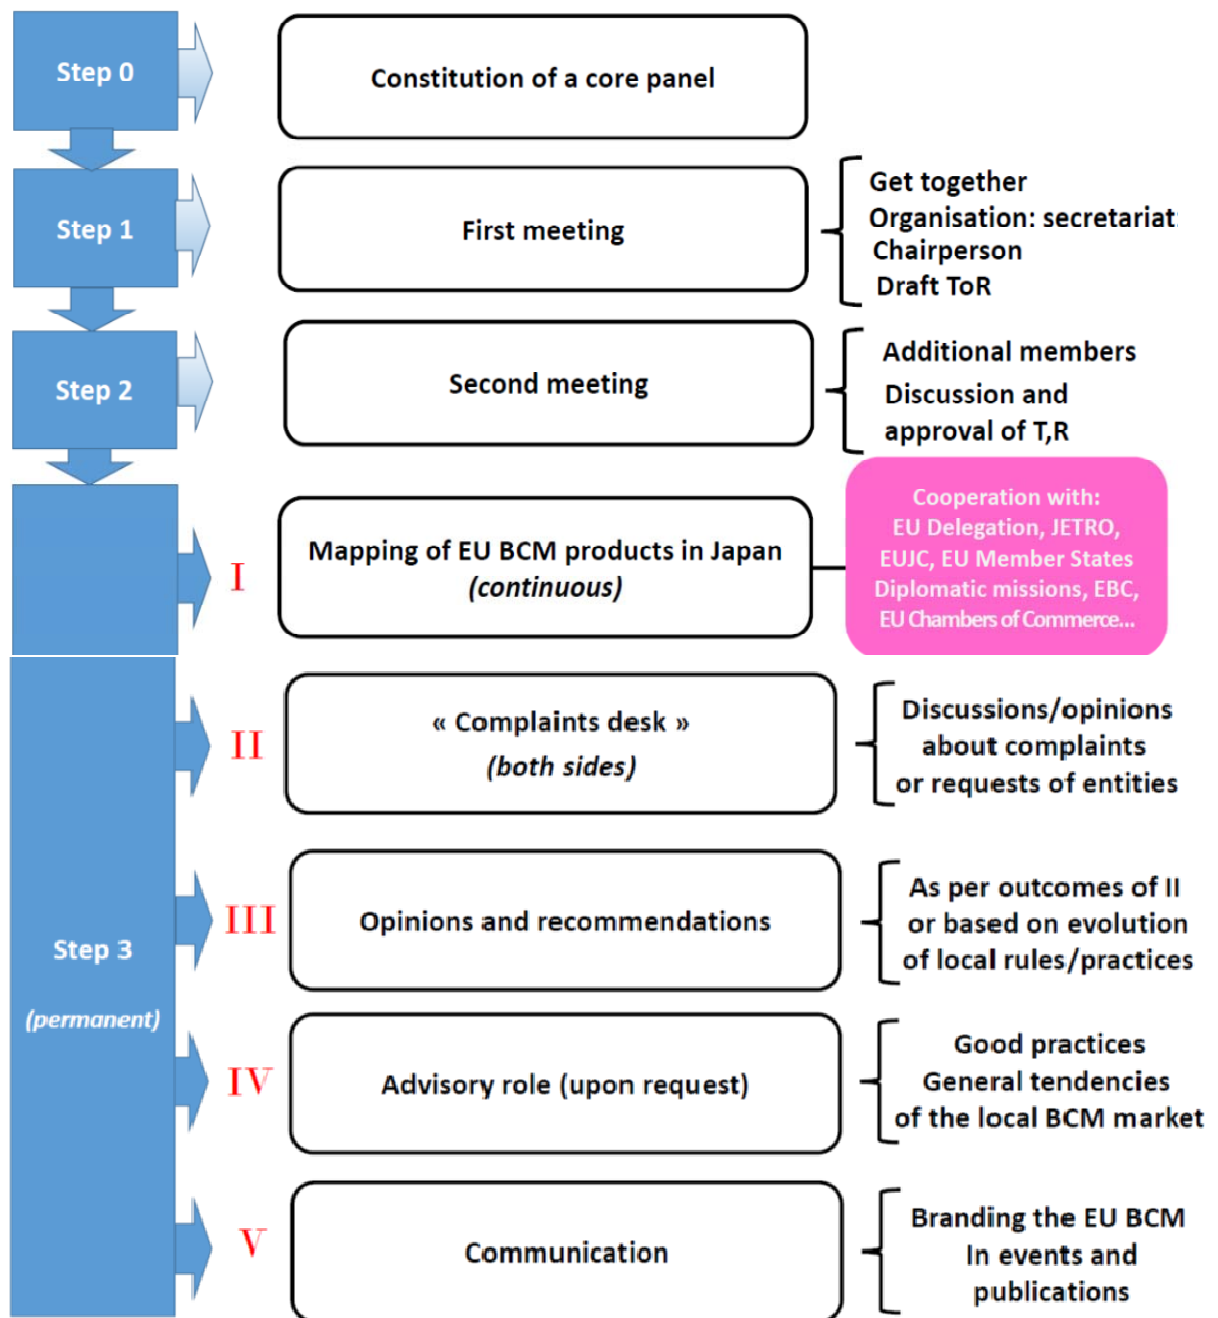 Step 0
Constitution of a core panel
Step 1
First meeting
Get together
Organisation: secretariat:
Chairperson
Draft ToR
Step 2
Second meeting
Additional members
Discussion and
approval of T,R
I
Mapping of EU BCM products in Japan
(continuous)
Cooperation with:
EU Delegation, JETRO,
EUJC, EU Member States
Diplomatic missions, EBC,
EU Chambers of Commerce...
II
« Complaints desk »
(both sides)
Discussions/opinions
about complaints
or requests of entities
Step 3
(permanent)
III
Opinions and recommendations
As per outcomes of II
or based on evolution
of local rules/practices
IV
Advisory role (upon request)
Good practices
General tendencies
of the local BCM market
V
Communication
Branding the EU BCM
In events and
publications